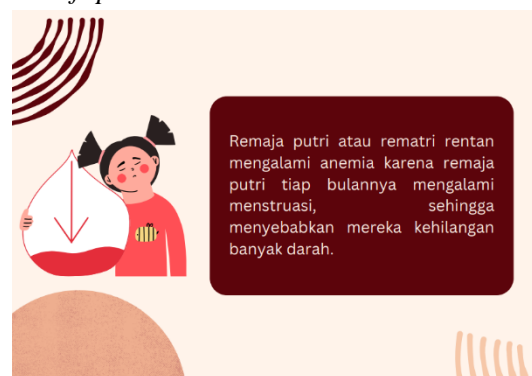 Remaja putri atau rematri rentan
mengalami anemia karena remaja
putri tiap bulannya mengalami
menstruasi, sehingga
menyebabkan mereka kehilangan
banyak darah.